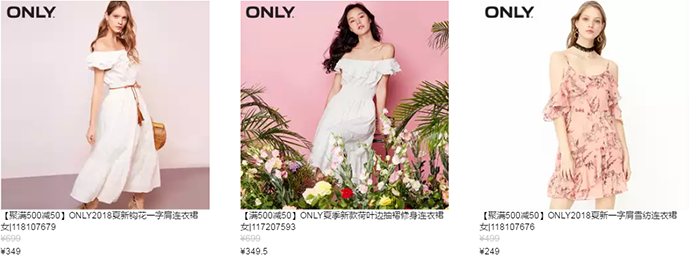 ONLY
ONLY
ONLY
【聚满500减50】ONLY2018夏新钩花一字肩连衣裙
女|118107679
¥699
¥349
【满500减50】ONLY夏季新款荷叶边抽褶修身连衣裙
女|117207593
¥699
¥349.5
【聚满500减50】ONLY2018夏新一字肩雪纺连衣裙
女|118107676
¥499
¥249